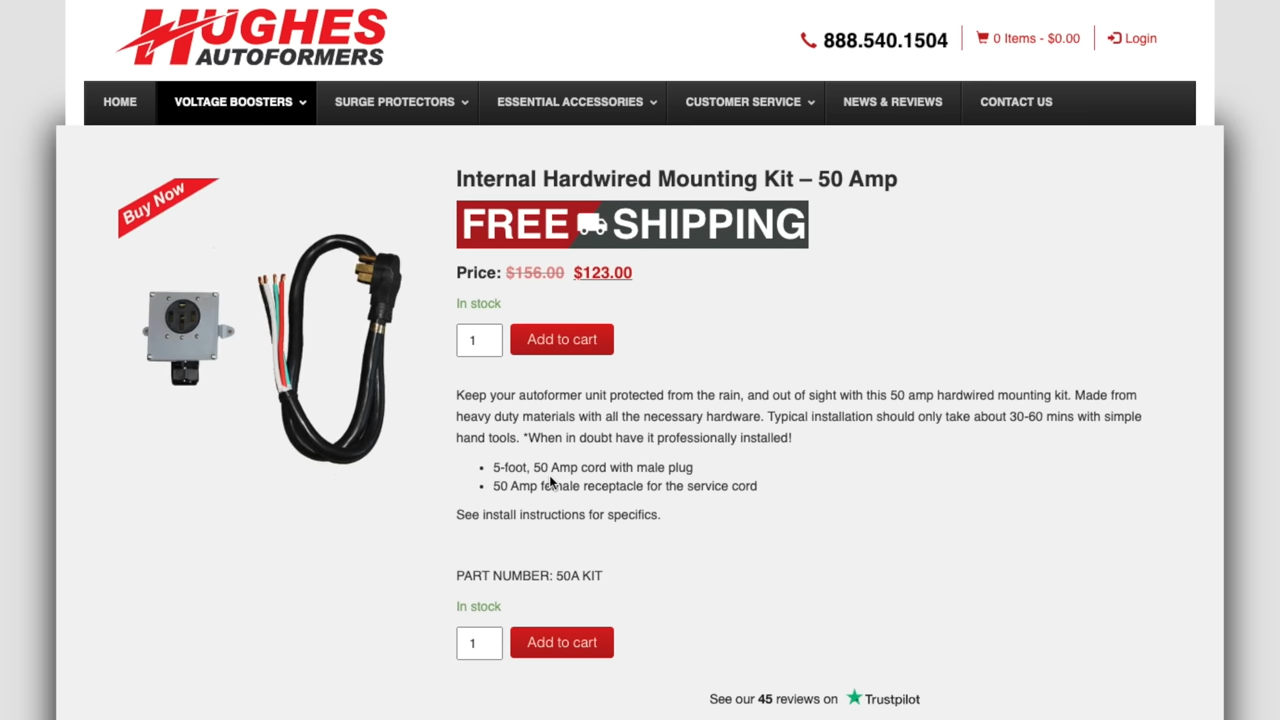 HUGHES
AUTOFORMERS
888.540.1504
0 Items - $0.00
Login
HOME
VOLTAGE BOOSTERS
SURGE PROTECTORS
ESSENTIAL ACCESSORIES
CUSTOMER SERVICE
NEWS & REVIEWS
CONTACT US
Buy Now
Internal Hardwired Mounting Kit – 50 Amp
FREE SHIPPING
Price: $156.00 $123.00
In stock
1
Add to cart
Keep your autoformer unit protected from the rain, and out of sight with this 50 amp hardwired mounting kit. Made from
heavy duty materials with all the necessary hardware. Typical installation should only take about 30-60 mins with simple
hand tools. *When in doubt have it professionally installed!
• 5-foot, 50 Amp cord with male plug
• 50 Amp female receptacle for the service cord
See install instructions for specifics.
PART NUMBER: 50A KIT
In stock
1
Add to cart
See our 45 reviews on Trustpilot